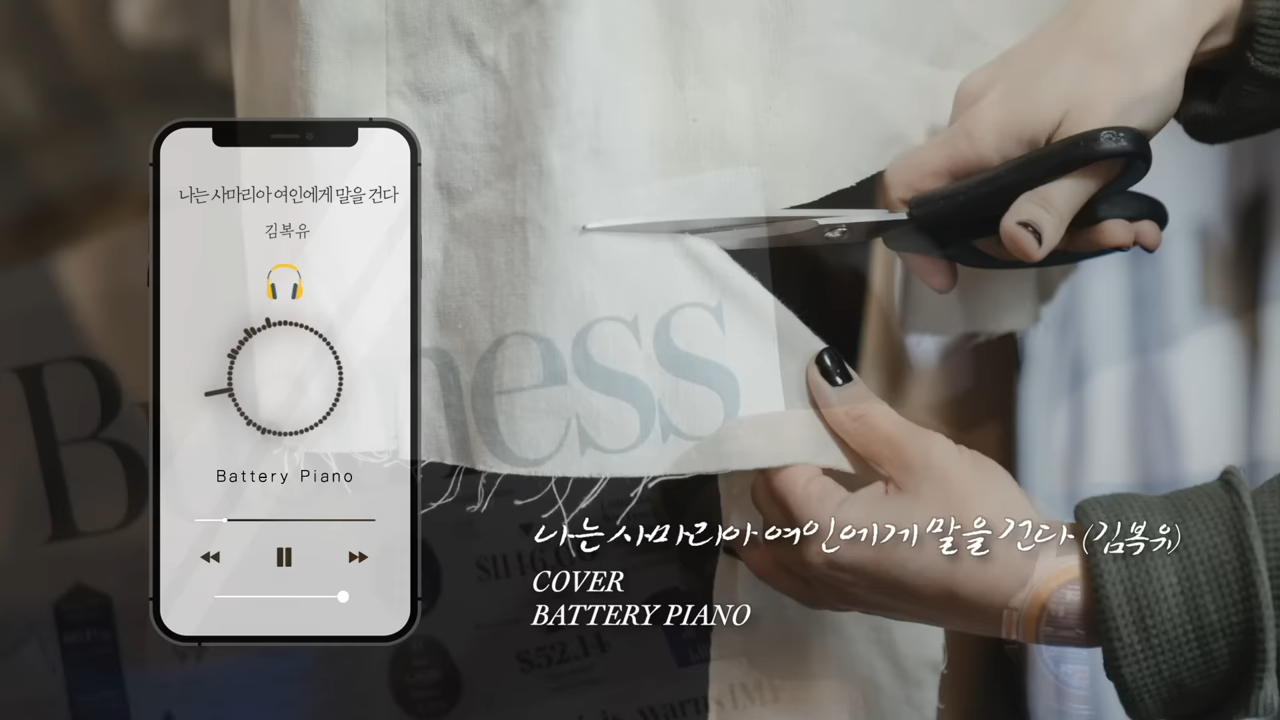 나는 사마리아 여인에게 말을 건다
김복유
Battery Piano
ness
나는 사마리아 여인에게 말을 건다 (김복유)
COVER
BATTERY PIANO
$52.14